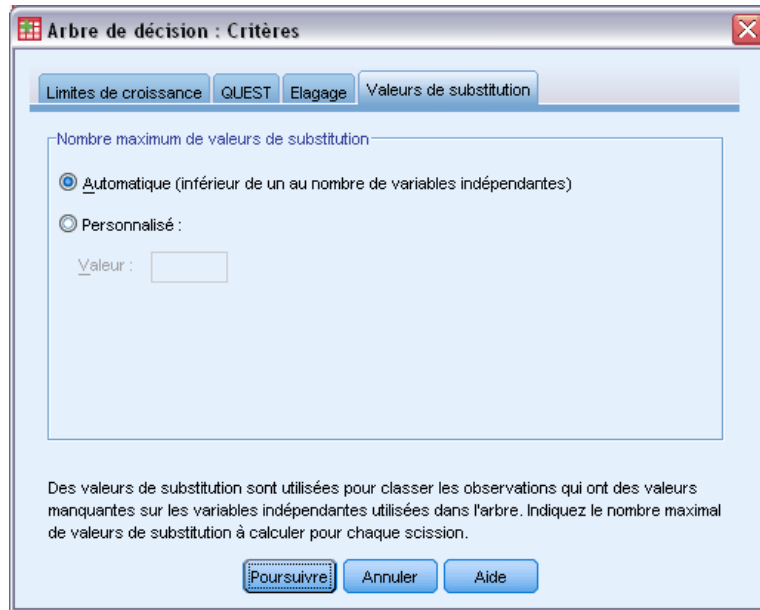 Arbre de décision : Critères
Limites de croissance QUEST Elagage Valeurs de substitution
Nombre maximum de valeurs de substitution
Automatique (inférieur de un au nombre de variables indépendantes)
Personnalisé :
Valeur :
Des valeurs de substitution sont utilisées pour classer les observations qui ont des valeurs
manquantes sur les variables indépendantes utilisées dans l'arbre. Indiquez le nombre maximal
de valeurs de substitution à calculer pour chaque scission.
Poursuivre Annuler Aide